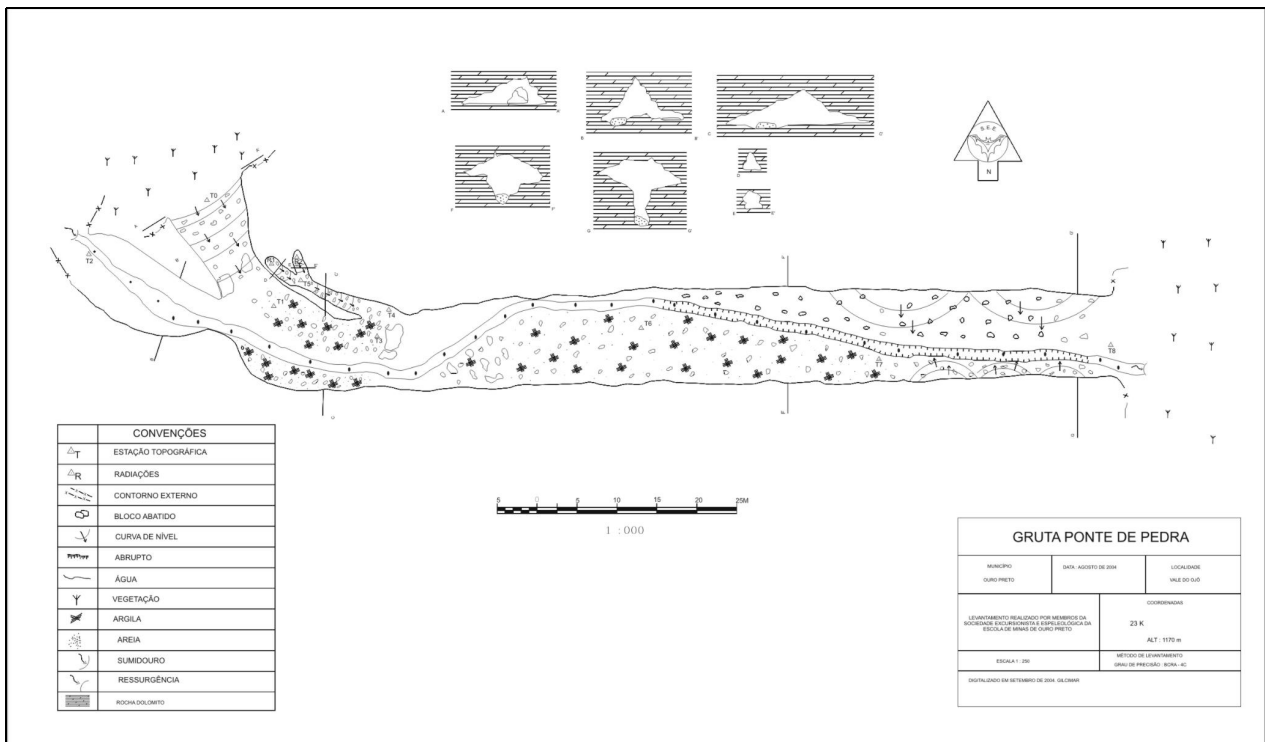 A
A'
B
B'
C
C'
D
F
F'
G
G'
E
E'
S.E.E
N
T0
T2
T1
T5
T4
T3
T6
T7
T8
CONVENÇÕES
T ESTAÇÃO TOPOGRÁFICA
R RADIAÇÕES
CONTORNO EXTERNO
BLOCO ABATIDO
CURVA DE NÍVEL
ABRUPTO
ÁGUA
VEGETAÇÃO
ARGILA
AREIA
SUMIDOURO
RESSURGÊNCIA
ROCHA DOLOMITO
5 0 5 10 15 20 25M
1 :000
GRUTA PONTE DE PEDRA
MUNICÍPIO
OURO PRETO
DATA : AGOSTO DE 2004
LOCALIDADE
VALE DO OJÔ
LEVANTAMENTO REALIZADO POR MEMBROS DA
SOCIEDADE EXCURSIONISTA E ESPELEOLÓGICA DA
ESCOLA DE MINAS DE OURO PRETO
COORDENADAS
23 K
ALT : 1170 m
ESCALA 1 : 250
MÉTODO DE LEVANTAMENTO
GRAU DE PRECISÃO : BCRA - 4C
DIGITALIZADO EM SETEMBRO DE 2004. GILCIMAR